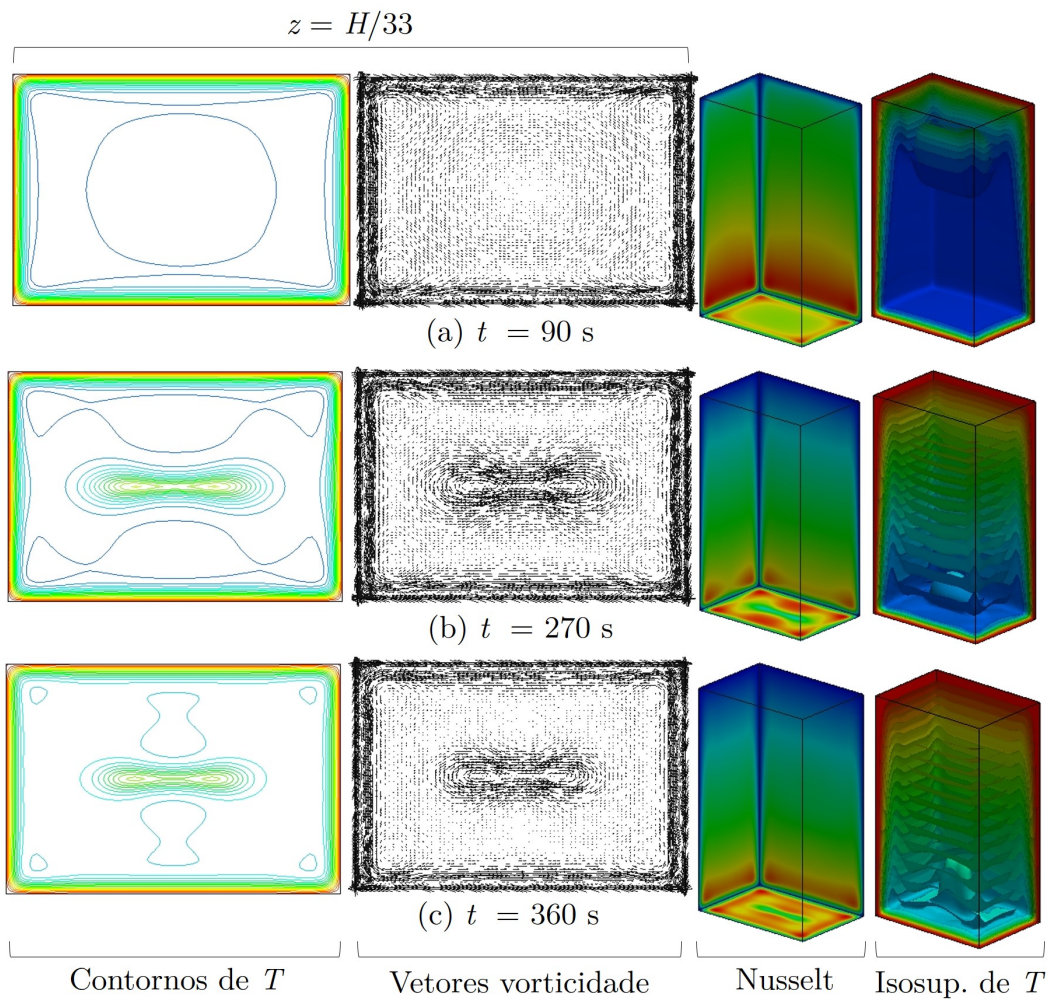 z = H/33
(a) t = 90 s
(b) t = 270 s
(c) t = 360 s
Contornos de T
Vetores vorticidade
Nusselt
Isosup. de T